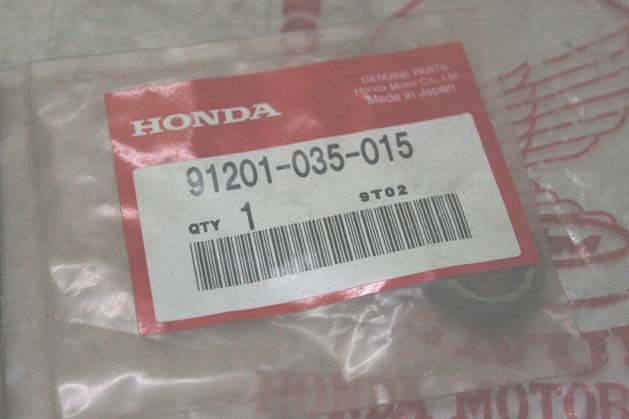 GENUINE PARTS
Honda Motor Co., Ltd.
Made in Japan
HONDA
91201-035-015
9T02
QTY 1
HONDA MOTOR